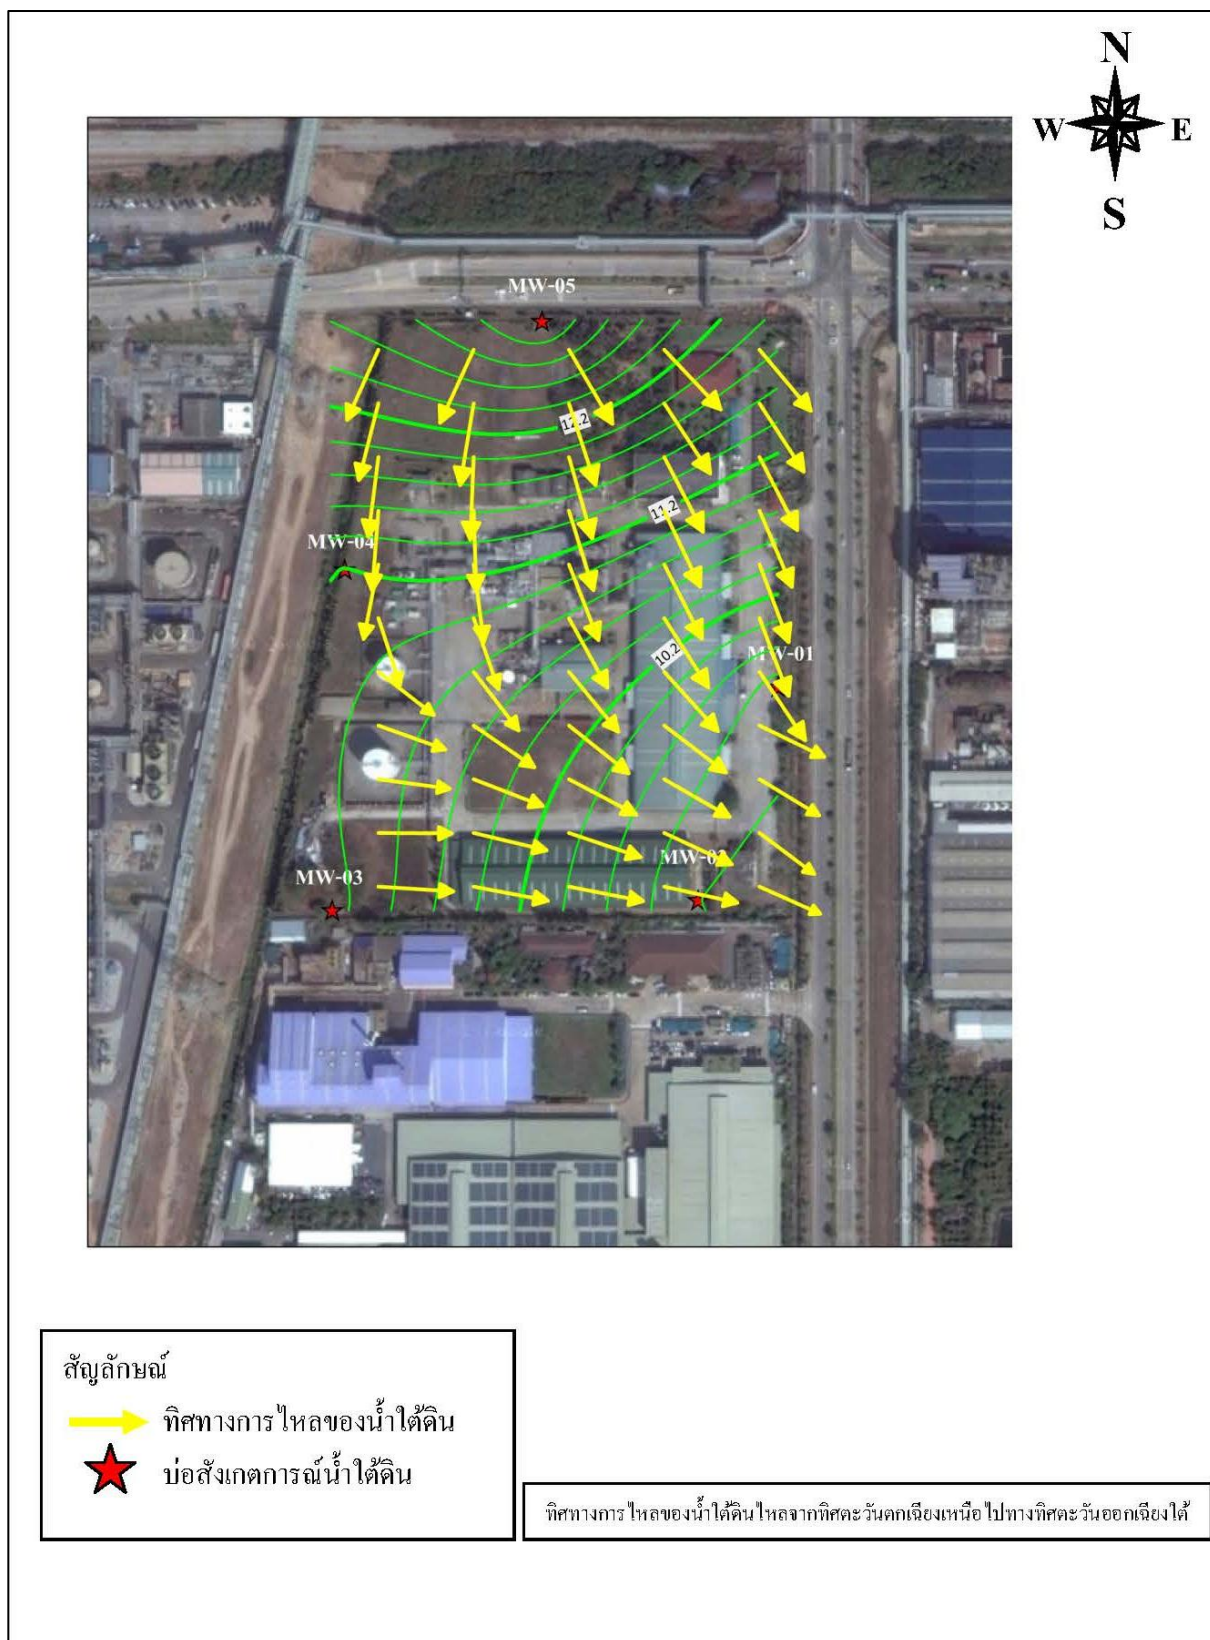 N
W E
S
MW-05
12.2
11.2
MW-04
10.2
MW-01
MW-03
สัญลักษณ์
ทิศทางการไหลของน้ำใต้ดิน
บ่อสังเกตการณ์น้ำใต้ดิน
ทิศทางการไหลของน้ำใต้ดินไหลจากทิศตะวันตกเฉียงเหนือไปทางทิศตะวันออกเฉียงใต้